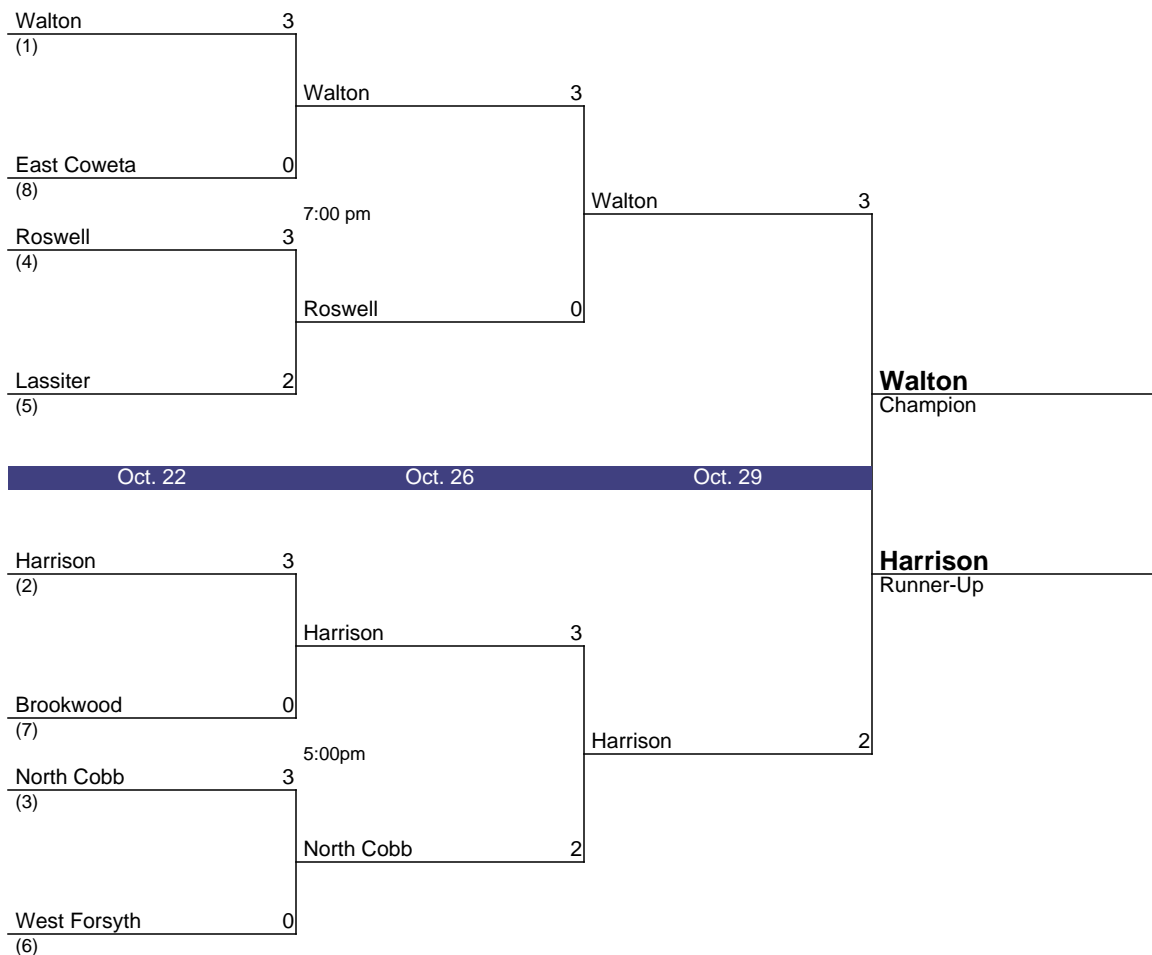 Walton 3
(1)
Walton 3
East Coweta 0
(8)
Walton 3
7:00 pm
Roswell 3
(4)
Roswell 0
Lassiter 2
(5)
Walton
Champion
Oct. 22 Oct. 26 Oct. 29
Harrison 3
(2)
Harrison
Runner-Up
Harrison 3
Brookwood 0
(7)
Harrison 2
5:00pm
North Cobb 3
(3)
North Cobb 2
West Forsyth 0
(6)